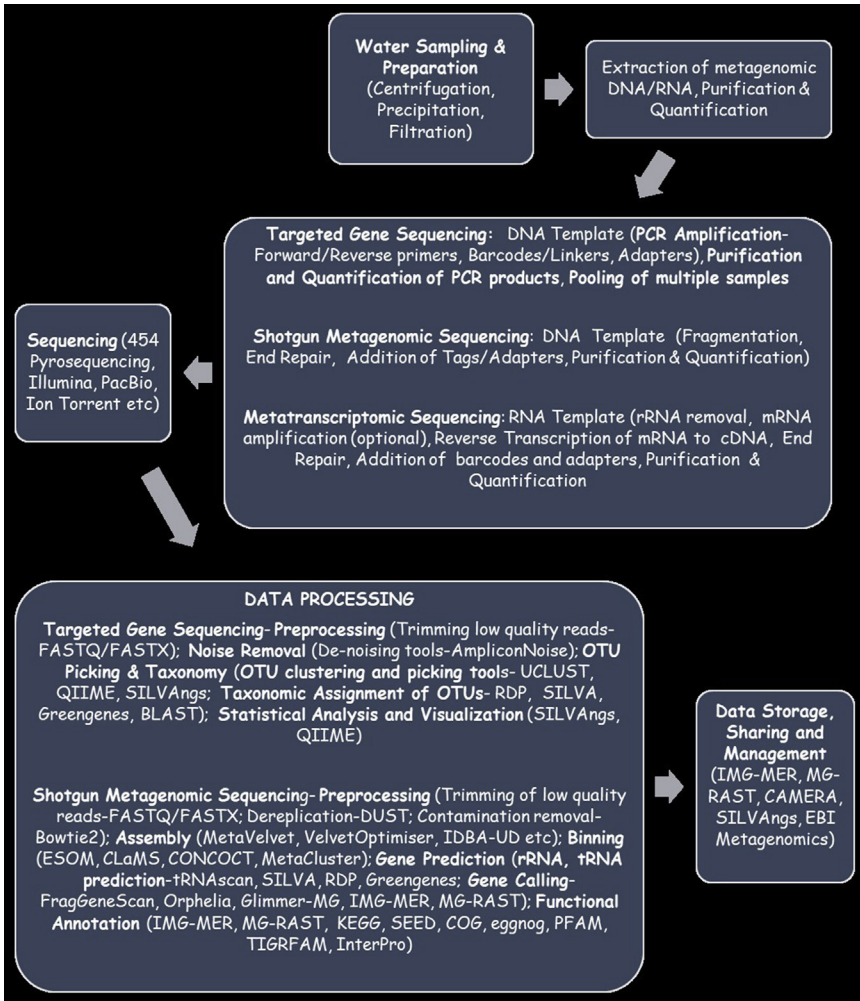 Water Sampling &
Preparation
(Centrifugation,
Precipitation,
Filtration)
Extraction of metagenomic
DNA/RNA, Purification &
Quantification
Targeted Gene Sequencing: DNA Template (PCR Amplification-
Forward/Reverse primers, Barcodes/Linkers, Adapters), Purification
and Quantification of PCR products, Pooling of multiple samples
Shotgun Metagenomic Sequencing: DNA Template (Fragmentation,
End Repair, Addition of Tags/Adapters, Purification & Quantification)
Metatranscriptomic Sequencing: RNA Template (rRNA removal, mRNA
amplification (optional), Reverse Transcription of mRNA to cDNA, End
Repair, Addition of barcodes and adapters, Purification &
Quantification
Sequencing (454
Pyrosequencing,
Illumina, PacBio,
Ion Torrent etc)
DATA PROCESSING
Targeted Gene Sequencing- Preprocessing (Trimming low quality reads-
FASTQ/FASTX); Noise Removal (De-noising tools-AmpliconNoise); OTU
Picking & Taxonomy (OTU clustering and picking tools- UCLUST,
QIIME, SILVAngs; Taxonomic Assignment of OTUs- RDP, SILVA,
Greengenes, BLAST); Statistical Analysis and Visualization (SILVAngs,
QIIME)
Shotgun Metagenomic Sequencing- Preprocessing (Trimming of low quality
reads-FASTQ/FASTX; Dereplication-DUST; Contamination removal-
Bowtie2); Assembly (MetaVelvet, VelvetOptimiser, IDBA-UD etc); Binning
(ESOM, CLaMS, CONCOCT, MetaCluster); Gene Prediction (rRNA, tRNA
prediction-tRNAscan, SILVA, RDP, Greengenes; Gene Calling-
FragGeneScan, Orphelia, Glimmer-MG, IMG-MER, MG-RAST); Functional
Annotation (IMG-MER, MG-RAST, KEGG, SEED, COG, eggnog, PFAM,
TIGRFAM, InterPro)
Data Storage,
Sharing and
Management
(IMG-MER, MG-
RAST, CAMERA,
SILVAngs, EBI
Metagenomics)